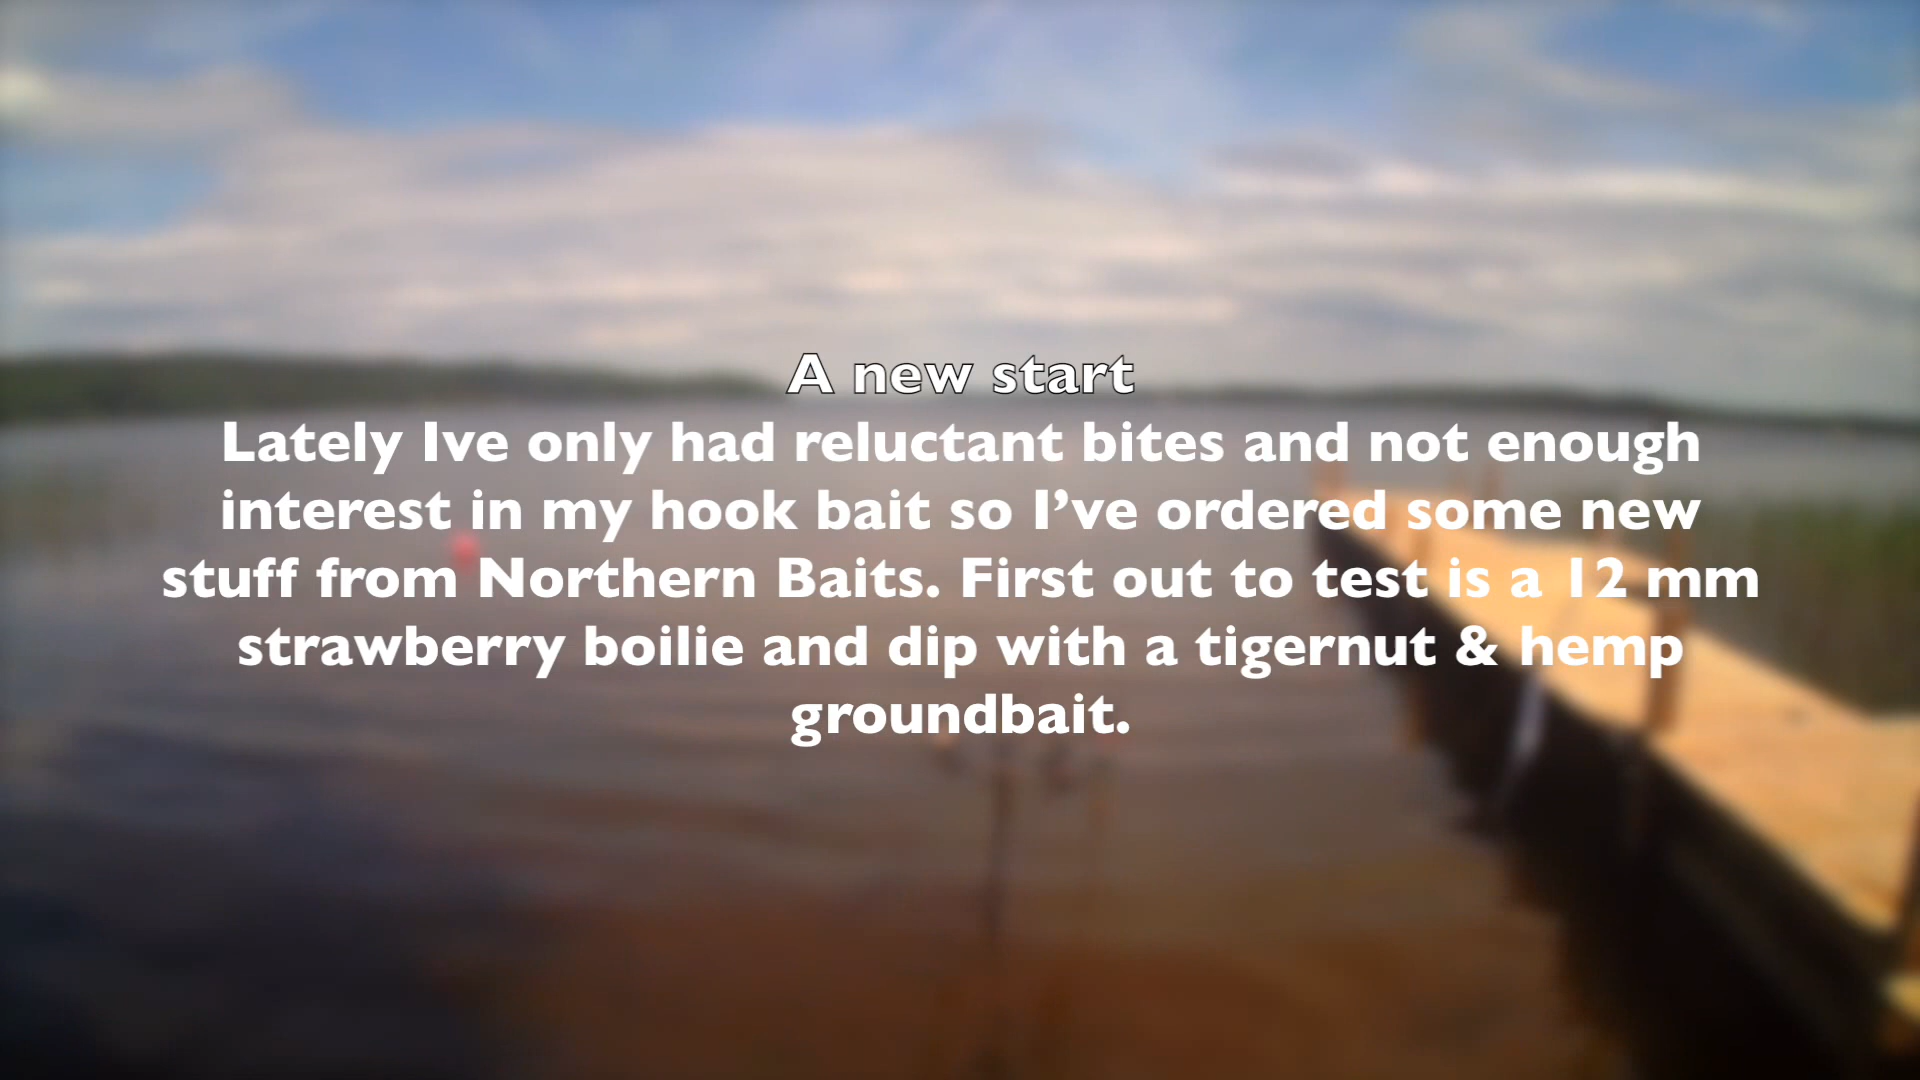 A new start
Lately Ive only had reluctant bites and not enough
interest in my hook bait so I’ve ordered some new
stuff from Northern Baits. First out to test is a 12 mm
strawberry boilie and dip with a tigernut & hemp
groundbait.